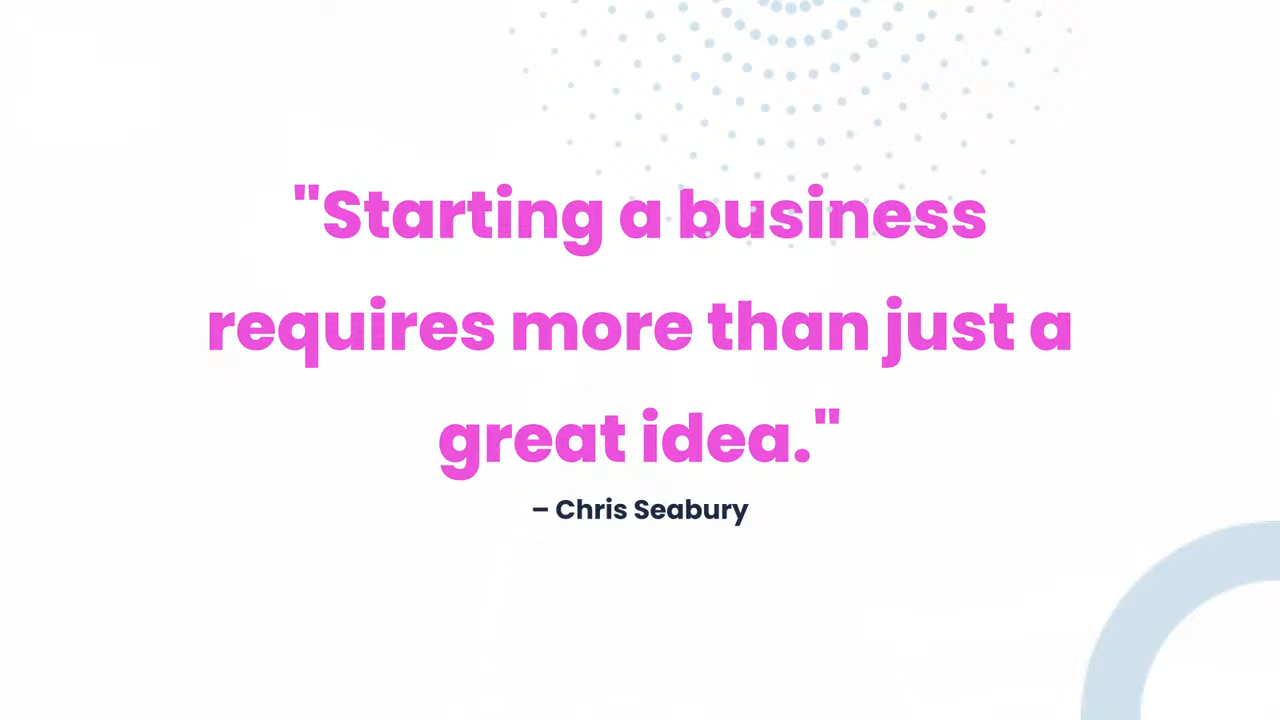 "Starting a business
requires more than just a
great idea."
– Chris Seabury